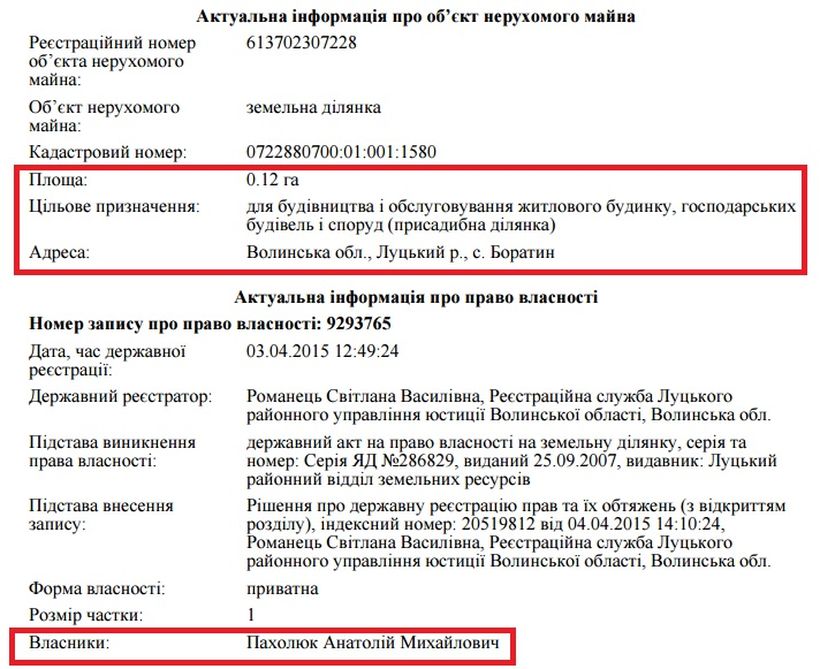 Актуальна інформація про об’єкт нерухомого майна
Реєстраційний номер 613702307228
об’єкта нерухомого
майна:
Об’єкт нерухомого земельна ділянка
майна:
Кадастровий номер: 0722880700:01:001:1580
Площа: 0.12 га
Цільове призначення: для будівництва і обслуговування житлового будинку, господарських
будівель і споруд (присадибна ділянка)
Адреса: Волинська обл., Луцький р., с. Боратин
Актуальна інформація про право власності
Номер запису про право власності: 9293765
Дата, час державної 03.04.2015 12:49:24
реєстрації:
Державний реєстратор: Романець Світлана Василівна, Реєстраційна служба Луцького
районного управління юстиції Волинської області, Волинська обл.
Підстава виникнення державний акт на право власності на земельну ділянку, серія та
права власності: номер: Серія ЯД №286829, виданий 25.09.2007, видавник: Луцький
районний відділ земельних ресурсів
Підстава внесення Рішення про державну реєстрацію прав та їх обтяжень (з відкриттям
запису: розділу), індексний номер: 20519812 від 04.04.2015 14:10:24,
Романець Світлана Василівна, Реєстраційна служба Луцького
районного управління юстиції Волинської області, Волинська обл.
Форма власності: приватна
Розмір частки: 1
Власники: Пахолюк Анатолій Михайлович